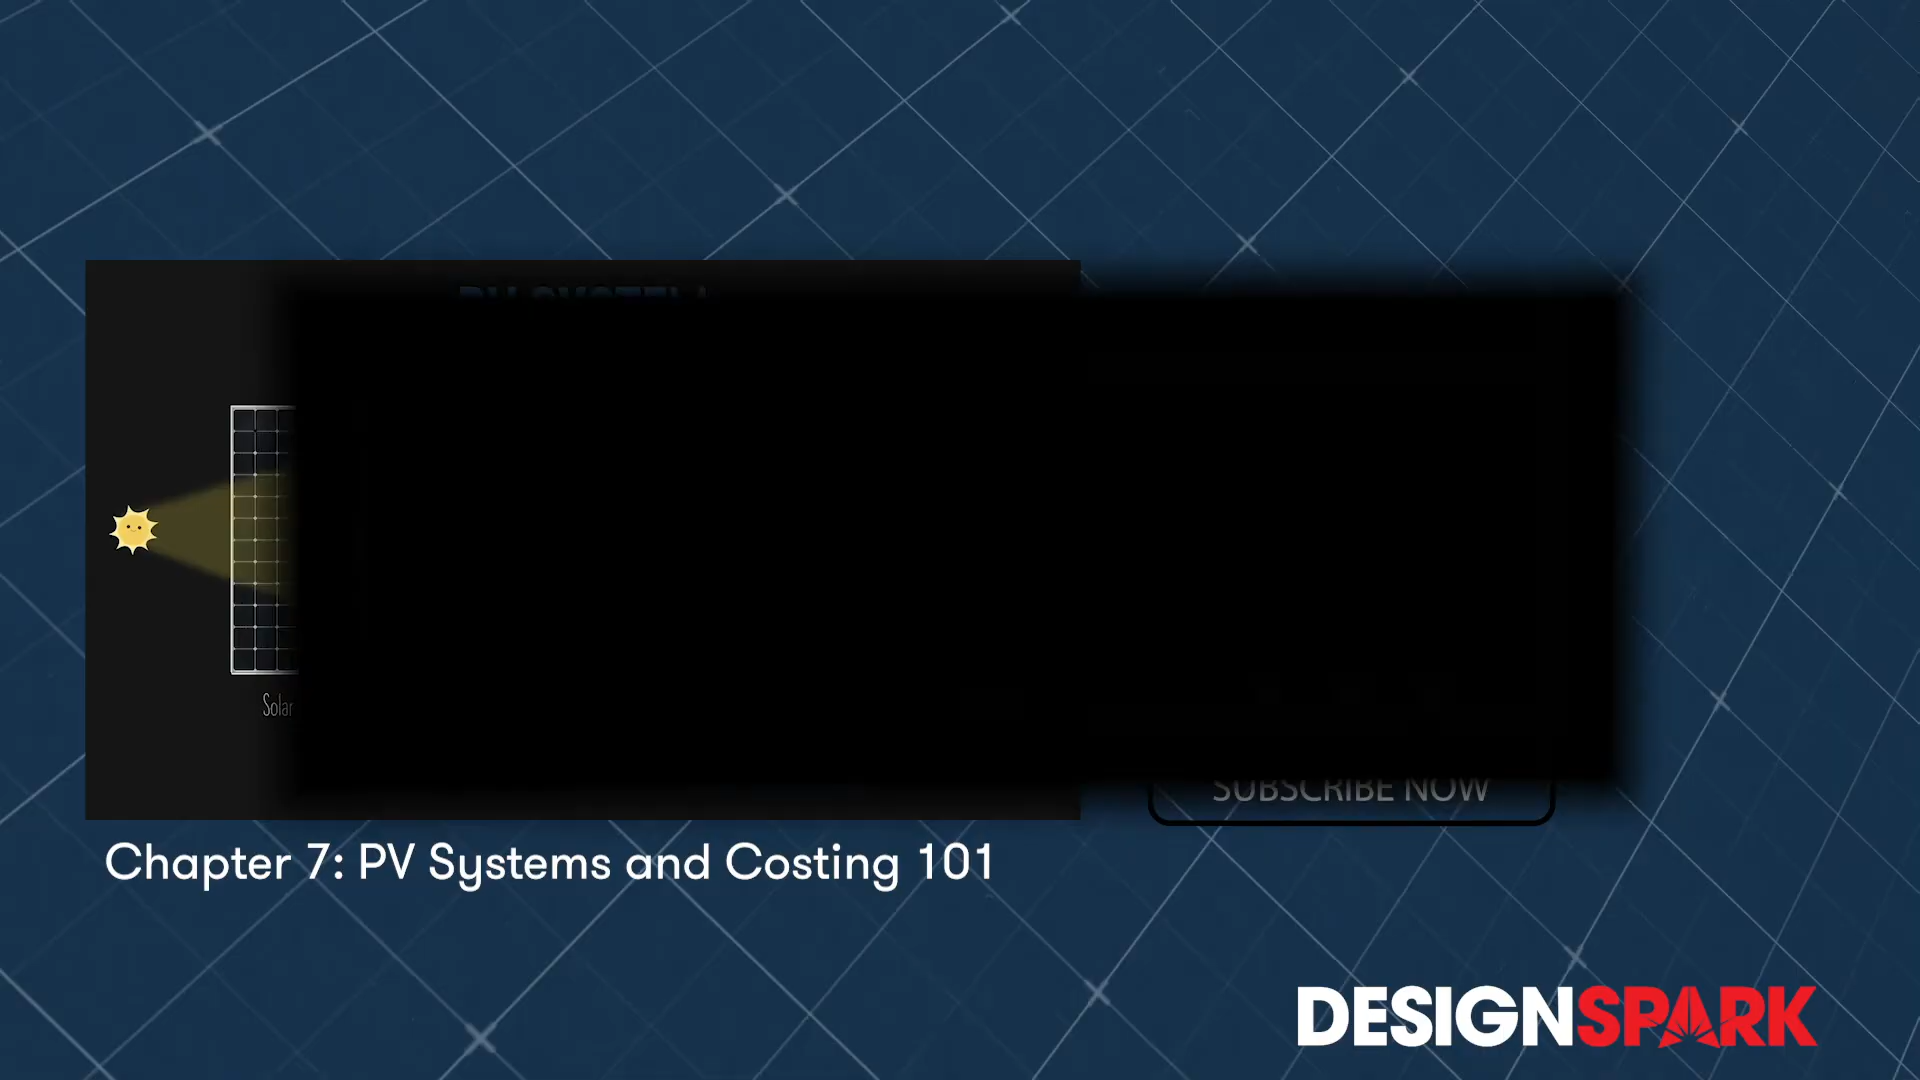 Solar
SUBSCRIBE NOW
Chapter 7: PV Systems and Costing 101
DESIGNSPARK